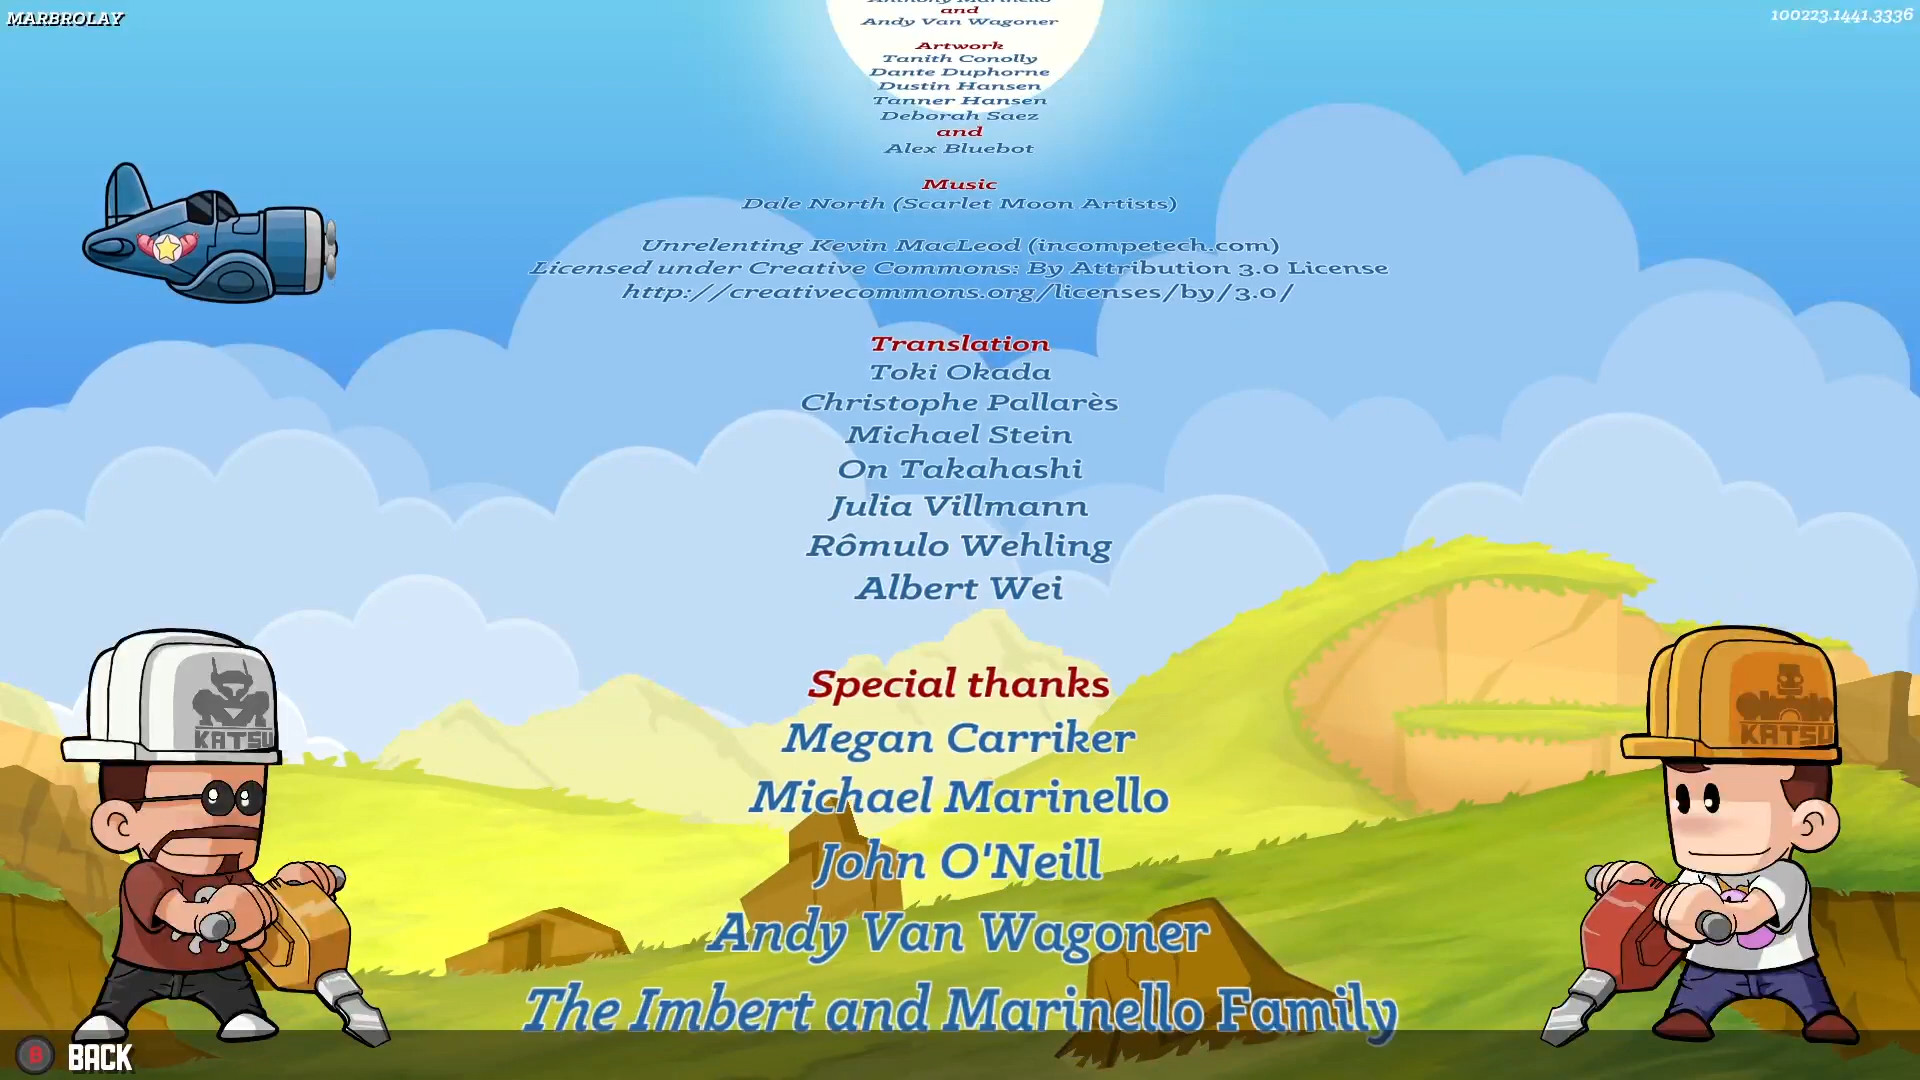 MARBROLAY
100223.1441.3336
Anthony Marinello
and
Andy Van Wagoner
Artwork
Tanith Conolly
Dante Duphorne
Dustin Hansen
Tanner Hansen
Deborah Saez
and
Alex Bluebot
Music
Dale North (Scarlet Moon Artists)
Unrelenting Kevin MacLeod (incompetech.com)
Licensed under Creative Commons: By Attribution 3.0 License
http://creativecommons.org/licenses/by/3.0/
Translation
Toki Okada
Christophe Pallarès
Michael Stein
On Takahashi
Julia Villmann
Rômulo Wehling
Albert Wei
Special thanks
Megan Carriker
Michael Marinello
John O'Neill
Andy Van Wagoner
The Imbert and Marinello Family
KATSU
KATSU
B BACK